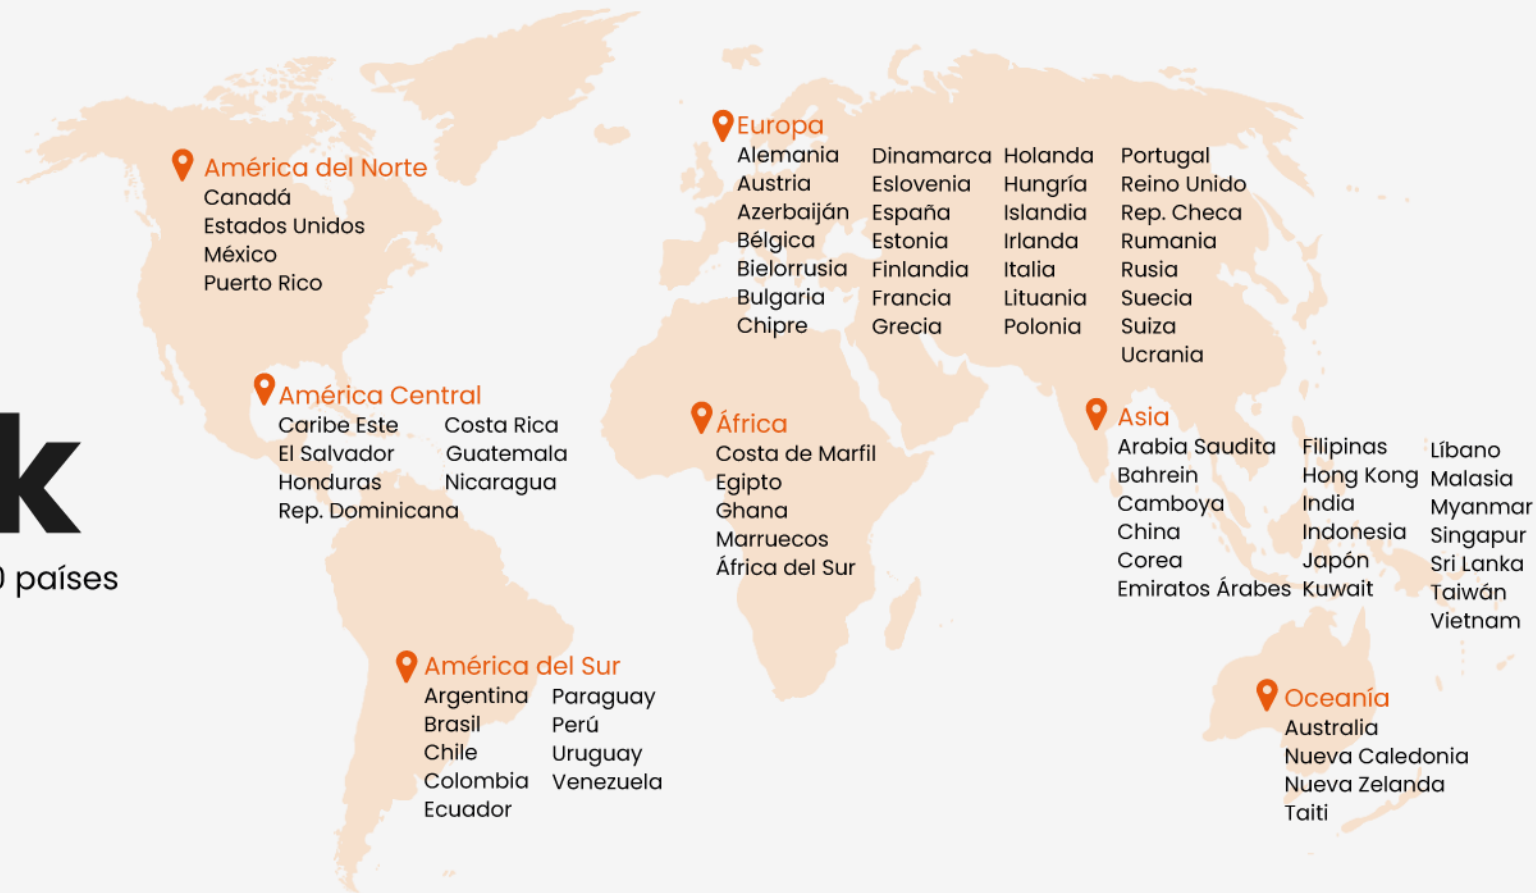 k
países
América del Norte
Canadá
Estados Unidos
México
Puerto Rico
América Central
Caribe Este
El Salvador
Honduras
Rep. Dominicana
Costa Rica
Guatemala
Nicaragua
América del Sur
Argentina
Brasil
Chile
Colombia
Ecuador
Paraguay
Perú
Uruguay
Venezuela
Europa
Alemania
Austria
Azerbaiján
Bélgica
Bielorrusia
Bulgaria
Chipre
Dinamarca
Eslovenia
España
Estonia
Finlandia
Francia
Grecia
Holanda
Hungría
Islandia
Irlanda
Italia
Lituania
Polonia
Portugal
Reino Unido
Rep. Checa
Rumania
Rusia
Suecia
Suiza
Ucrania
África
Costa de Marfil
Egipto
Ghana
Marruecos
África del Sur
Asia
Arabia Saudita
Bahrein
Camboya
China
Corea
Emiratos Árabes
Filipinas
Hong Kong
India
Indonesia
Japón
Kuwait
Líbano
Malasia
Myanmar
Singapur
Sri Lanka
Taiwán
Vietnam
Oceanía
Australia
Nueva Caledonia
Nueva Zelanda
Taiti